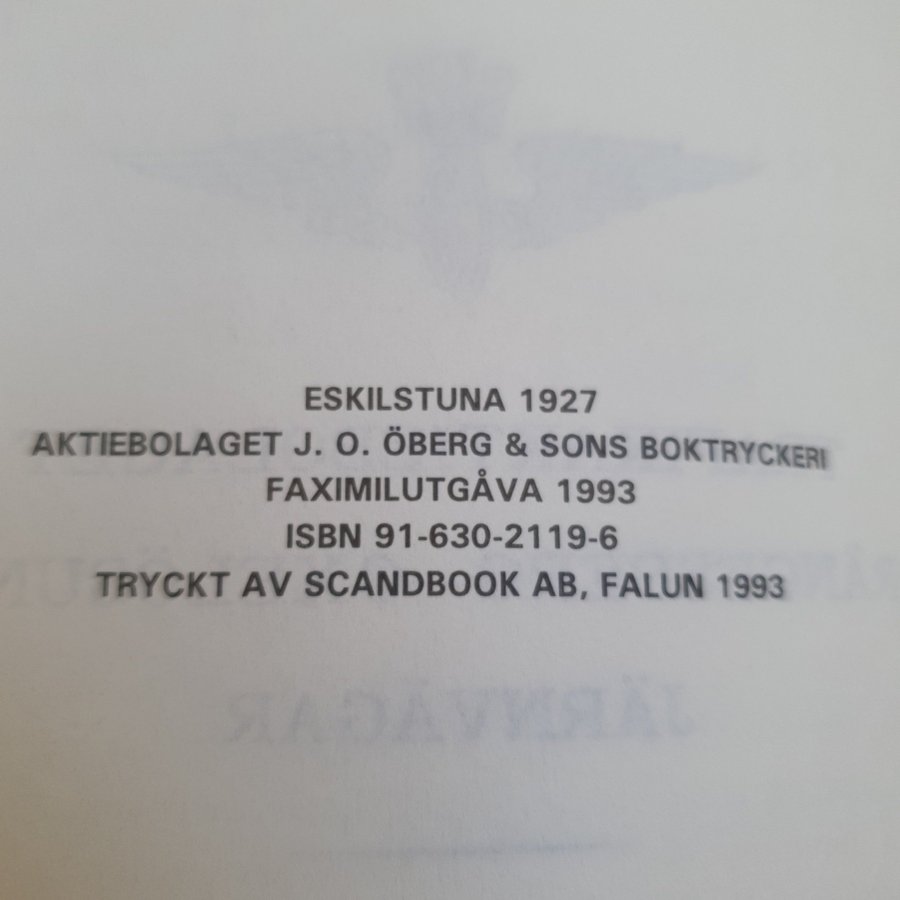 ESKILSTUNA 1927
AKTIEBOLAGET J. O. ÖBERG & SONS BOKTRYCKERI
FAXIMILUTGÅVA 1993
ISBN 91-630-2119-6
TRYCKT AV SCANDBOOK AB, FALUN 1993
JÄRNVÄGAR